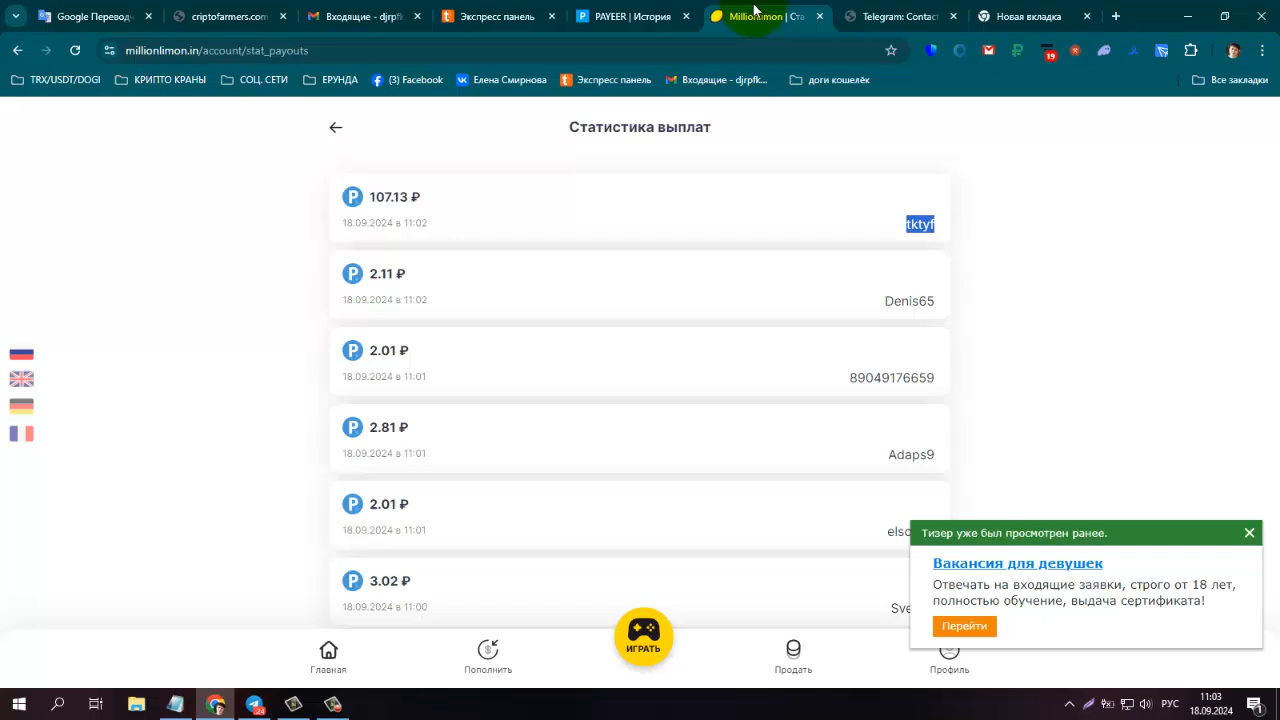 Google Перевод
criptofarmers.com
Входящие - djrpfl
Экспресс панель
PAYEER | История
Millionlimon | Ста
Telegram: Contact
Новая вкладка
millionlimon.in/account/stat_payouts
19
TRX/USDT/DOGI
КРИПТО КРАНЫ
СОЦ. СЕТИ
ЕРУНДА
(3) Facebook
Елена Смирнова
Экспресс панель
Входящие - djrpfk...
доги кошелёк
Все закладки
Статистика выплат
107.13 ₽
18.09.2024 в 11:02
tktyf
2.11 ₽
18.09.2024 в 11:02
Denis65
2.01 ₽
18.09.2024 в 11:01
89049176659
2.81 ₽
18.09.2024 в 11:01
Adaps9
2.01 ₽
18.09.2024 в 11:01
3.02 ₽
18.09.2024 в 11:00
Тизер уже был просмотрен ранее.
Вакансия для девушек
Отвечать на входящие заявки, строго от 18 лет,
полностью обучение, выдача сертификата!
Перейти
Главная
Пополнить
ИГРАТЬ
Продать
Профиль
24
РУС
11:03
18.09.2024
1